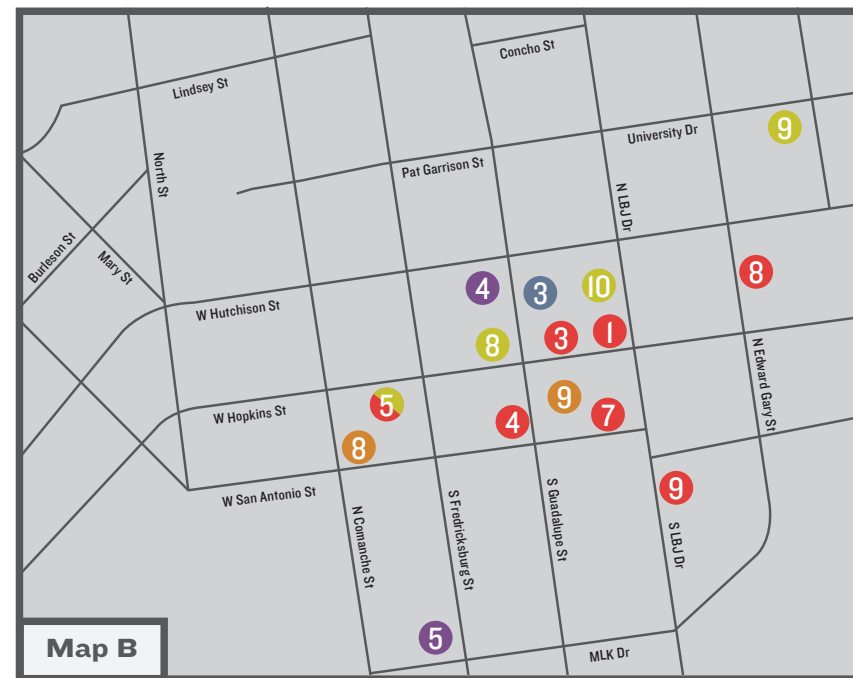 Concho St
Lindsey St
9
University Dr
Pat Garrison St
North St
N LBJ Dr
Burleson St
Mary St
8
4
3
10
W Hutchison St
3
1
8
N Edward Gary St
5
9
W Hopkins St
7
4
8
9
W San Antonio St
N Comanche St
S Fredricksburg St
S Guadalupe St
S LBJ Dr
5
Map B
MLK Dr